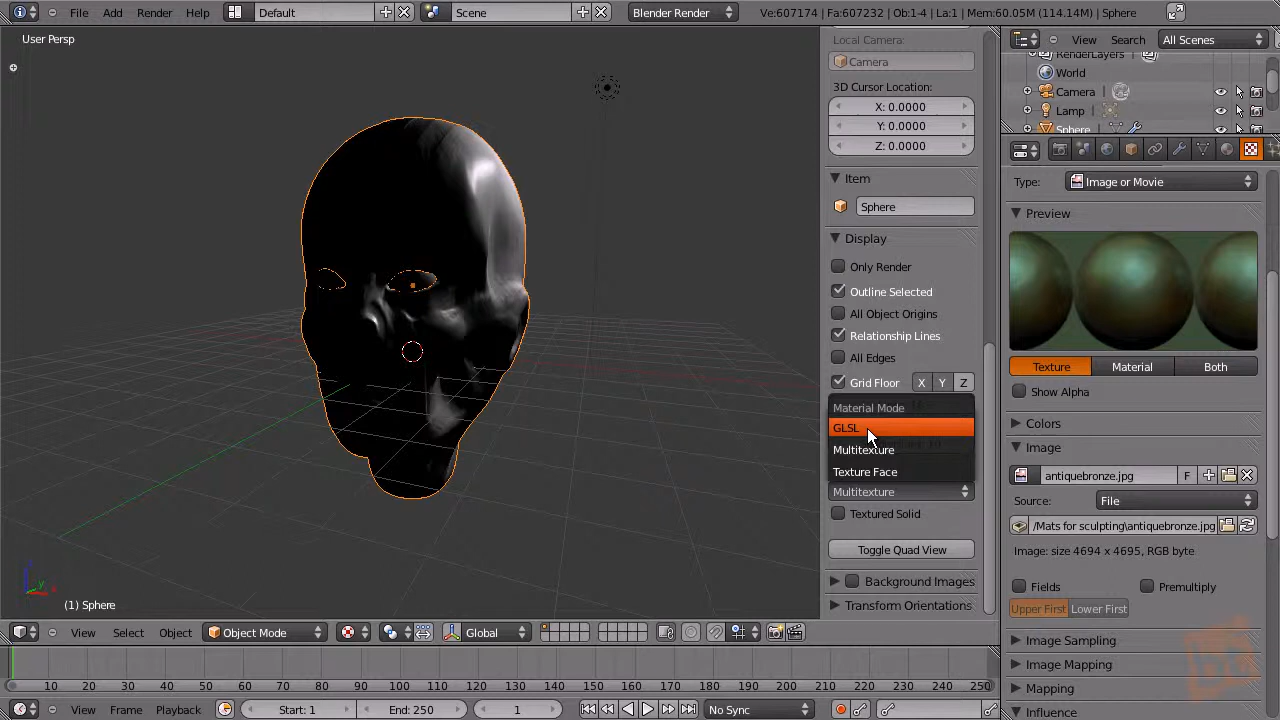 File Add Render Help Default Scene Blender Render Ve:607174 | Fa:607232 | Ob:1-4 | La:1 | Mem:60.05M (114.14M) | Sphere
User Persp
Local Camera:
Camera
3D Cursor Location:
X: 0.0000
Y: 0.0000
Z: 0.0000
Item
Sphere
Display
Only Render
Outline Selected
All Object Origins
Relationship Lines
All Edges
Grid Floor X Y Z
Material Mode
GLSL
Multitexture
Texture Face
Multitexture
Textured Solid
Toggle Quad View
Background Images
Transform Orientations
(1) Sphere
View Select Object Object Mode Global
View Search All Scenes
RenderLayers
World
Camera
Lamp
Sphere
Type: Image or Movie
Preview
Texture Material Both
Show Alpha
Colors
Image
antiquebronze.jpg F
Source: File
/Mats for sculpting\antiquebronze.jpg
Image: size 4694 x 4695, RGB byte
Fields Premultiply
Upper First Lower First
Image Sampling
Image Mapping
Mapping
Influence
10 20 30 40 50 60 70 80 90 100 110 120 130 140 150 160 170 180 190 200 210 220 230 240 250
View Frame Playback Start: 1 End: 250 1 No Sync